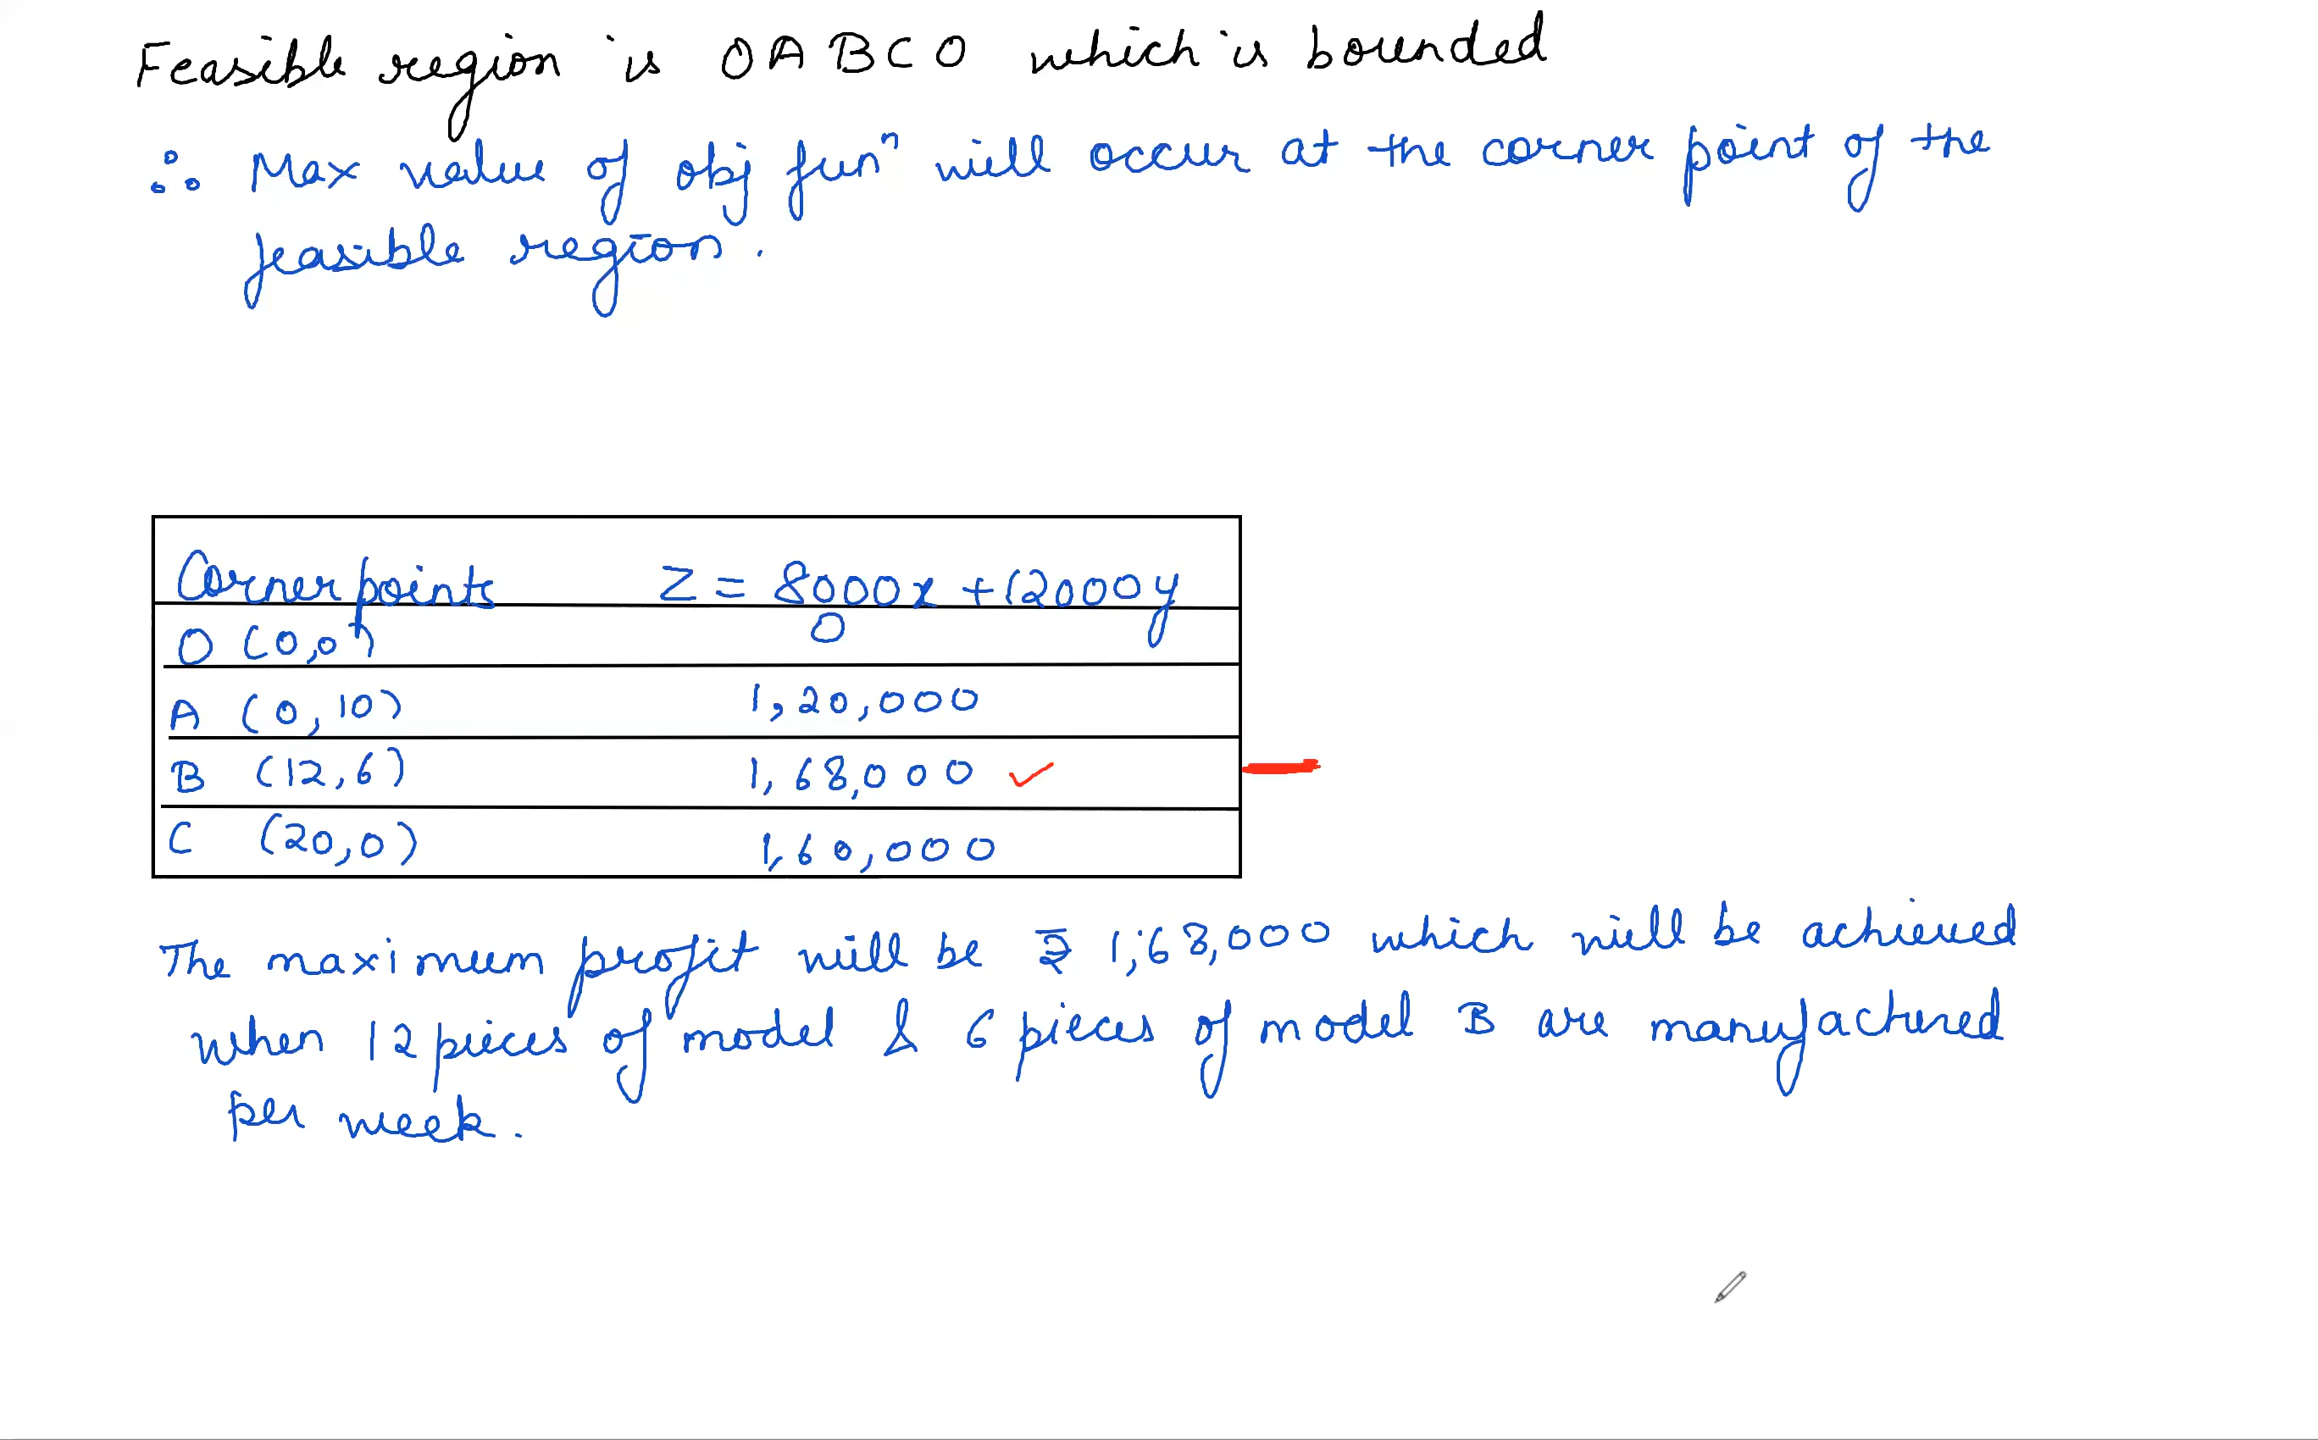 Feasible region is OABCO which is bounded
∴ Max value of obj funⁿ will occur at the corner point of the
feasible region.
Corner points Z = 8000x + 12000y
O (0,0) 0
A (0,10) 1,20,000
B (12,6) 1,68,000 ✓
C (20,0) 1,60,000
The maximum profit will be ₹ 1,68,000 which will be achieved
when 12 pieces of model & 6 pieces of model B are manufactured
per week.